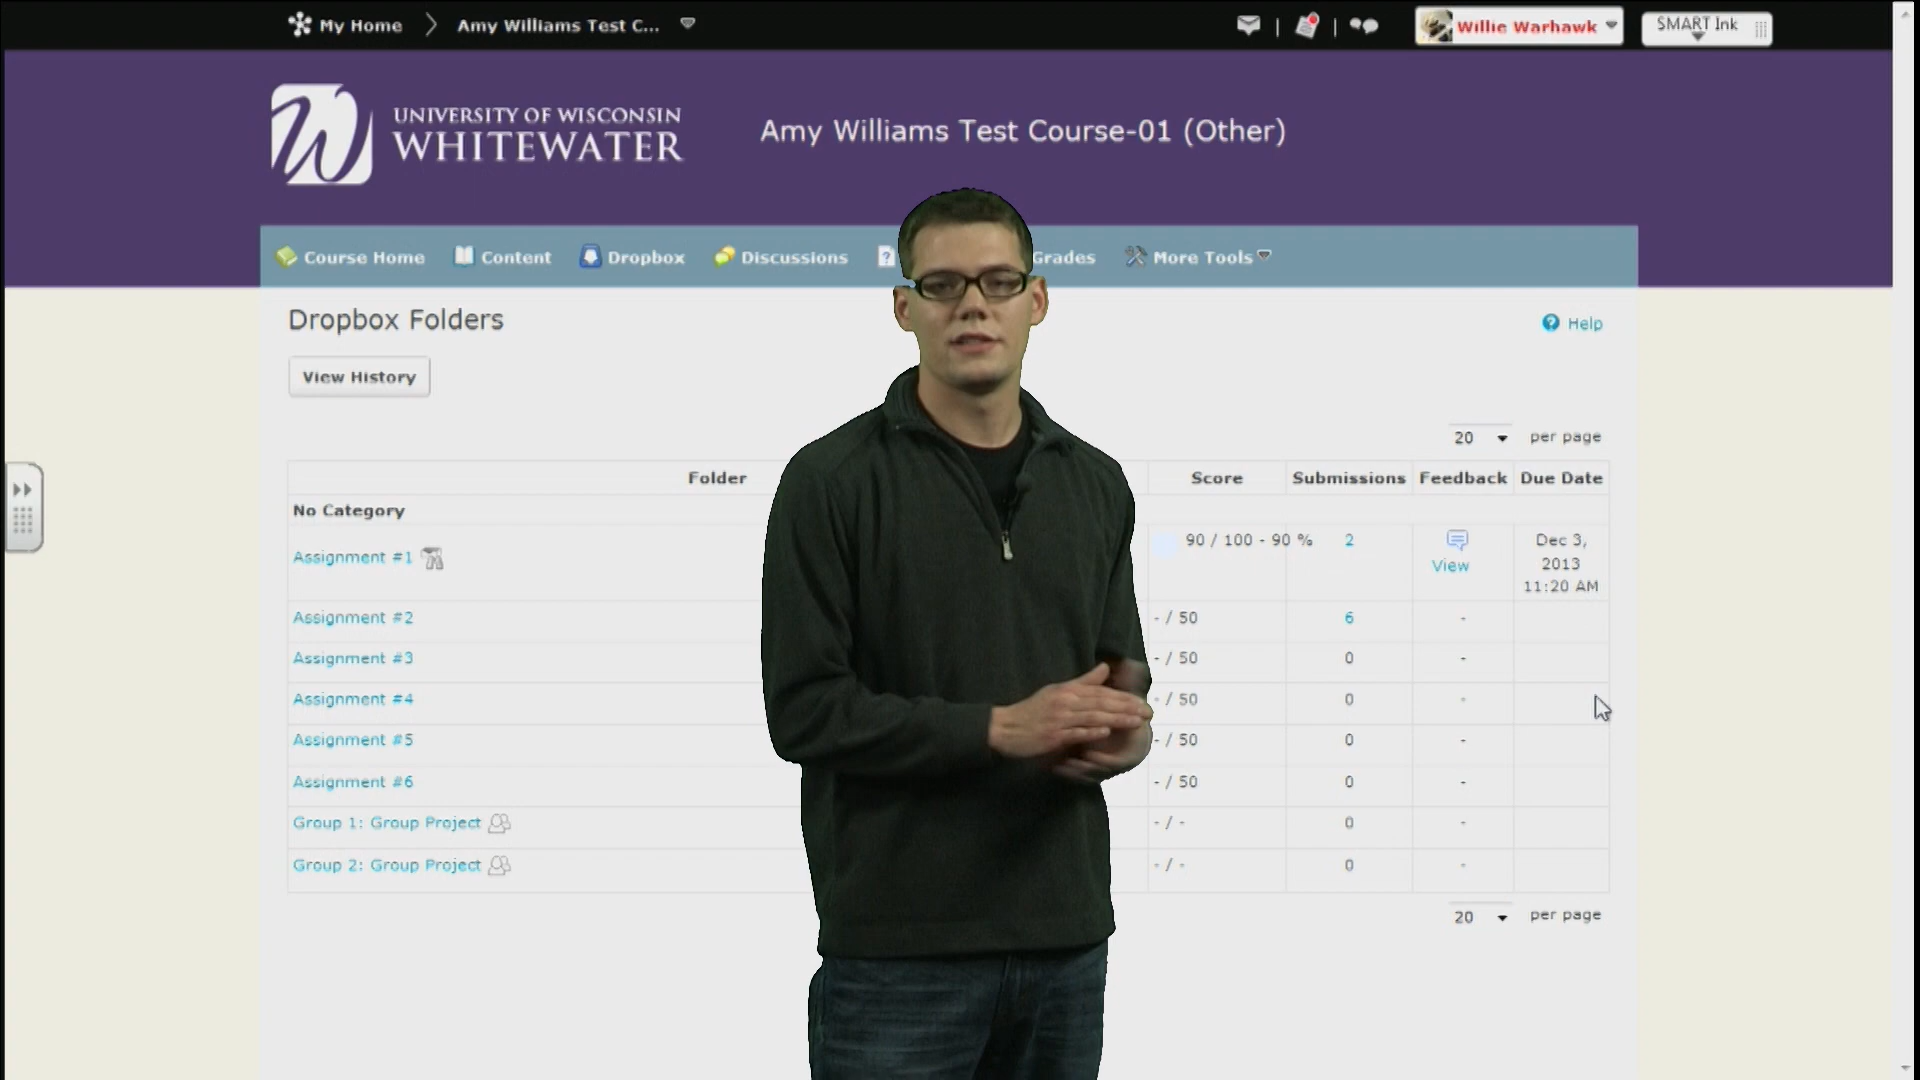 My Home
Amy Williams Test C...
Willie Warhawk
SMART Ink
UNIVERSITY OF WISCONSIN
WHITEWATER
Amy Williams Test Course-01 (Other)
Course Home
Content
Dropbox
Discussions
Grades
More Tools
Dropbox Folders
Help
View History
20 per page
Folder Score Submissions Feedback Due Date
No Category
Assignment #1 90 / 100 - 90 % 2 View Dec 3, 2013 11:20 AM
Assignment #2 - / 50 6 -
Assignment #3 - / 50 0 -
Assignment #4 - / 50 0 -
Assignment #5 - / 50 0 -
Assignment #6 - / 50 0 -
Group 1: Group Project - / - 0 -
Group 2: Group Project - / - 0 -
20 per page